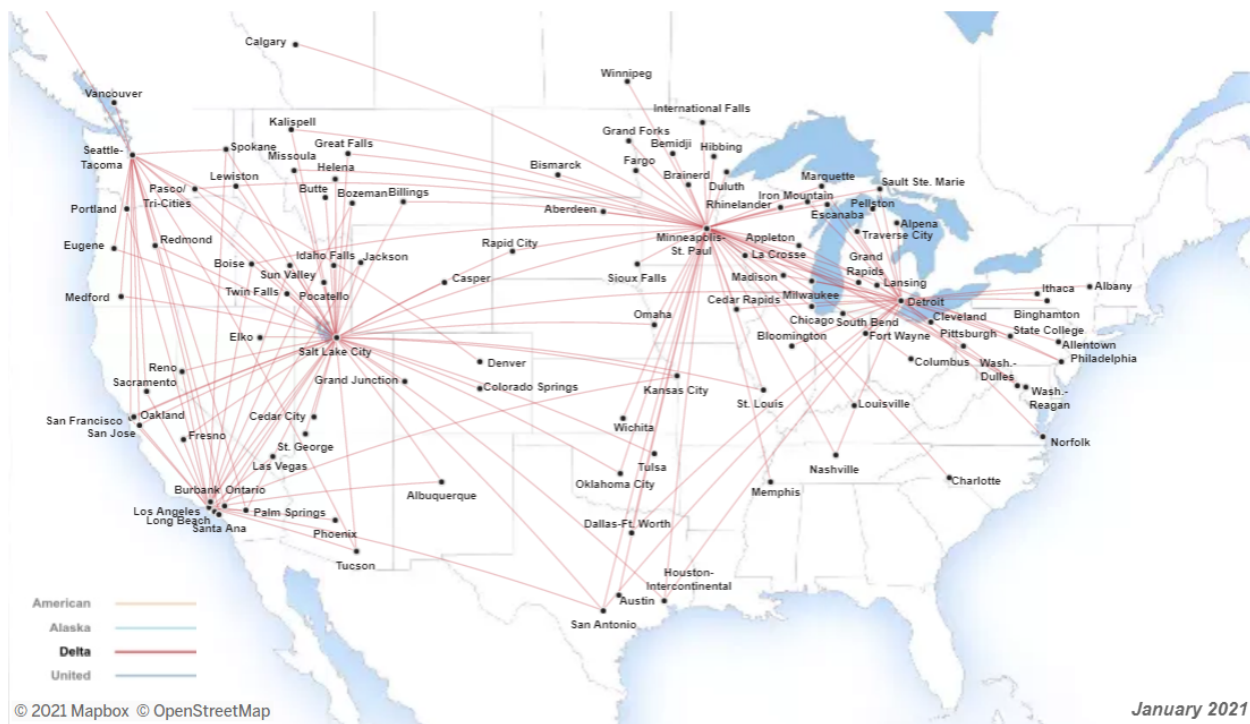 Calgary
Winnipeg
Vancouver
International Falls
Kalispell
Grand Forks
Bemidji
Seattle-
Tacoma
Spokane
Great Falls
Hibbing
Missoula
Bismarck
Fargo
Helena
Brainerd
Duluth
Marquette
Lewiston
Sault Ste. Marie
Pasco/
Tri-Cities
Butte
Bozeman
Billings
Iron Mountain
Rhinelander
Pellston
Portland
Aberdeen
Escanaba
Alpena
Traverse City
Eugene
Redmond
Rapid City
Minneapolis-
St. Paul
Appleton
La Crosse
Grand
Rapids
Boise
Idaho Falls
Jackson
Sun Valley
Sioux Falls
Madison
Lansing
Casper
Twin Falls
Pocatello
Medford
Milwaukee
Cedar Rapids
Detroit
Ithaca
Albany
Omaha
Chicago
South Bend
Cleveland
Binghamton
Elko
Bloomington
Fort Wayne
Pittsburgh
State College
Salt Lake City
Allentown
Denver
Columbus
Wash.-
Dulles
Philadelphia
Reno
Sacramento
Grand Junction
Colorado Springs
Kansas City
Wash.-
Reagan
St. Louis
Louisville
San Francisco
Oakland
Cedar City
San Jose
Fresno
St. George
Wichita
Norfolk
Las Vegas
Tulsa
Nashville
Burbank
Ontario
Albuquerque
Oklahoma City
Memphis
Charlotte
Los Angeles
Long Beach
Santa Ana
Palm Springs
Phoenix
Dallas-Ft. Worth
Tucson
Houston-
Intercontinental
Austin
San Antonio
American
Alaska
Delta
United
© 2021 Mapbox © OpenStreetMap
January 2021